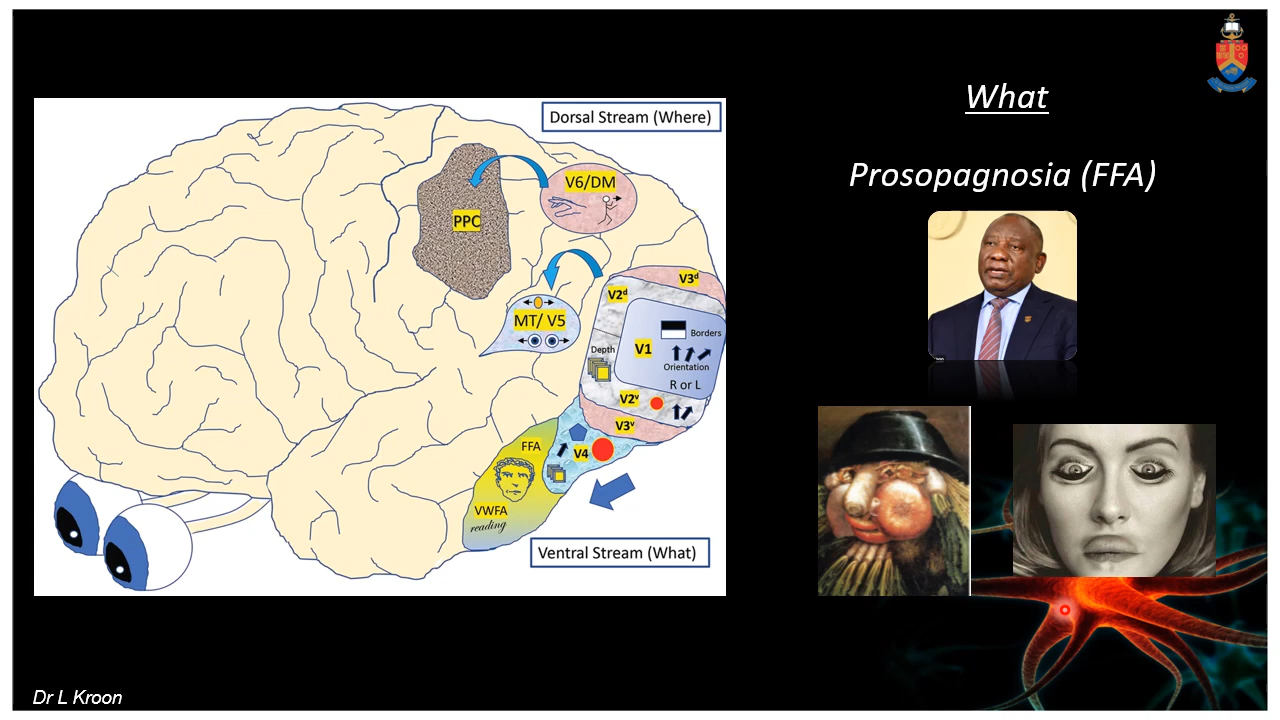 Dorsal Stream (Where)
V6/DM
PPC
V3d
V2d
MT/ V5
Borders
V1
Depth
Orientation
R or L
V2v
V3v
FFA
V4
VWFA
reading
Ventral Stream (What)
What
Prosopagnosia (FFA)
Dr L Kroon